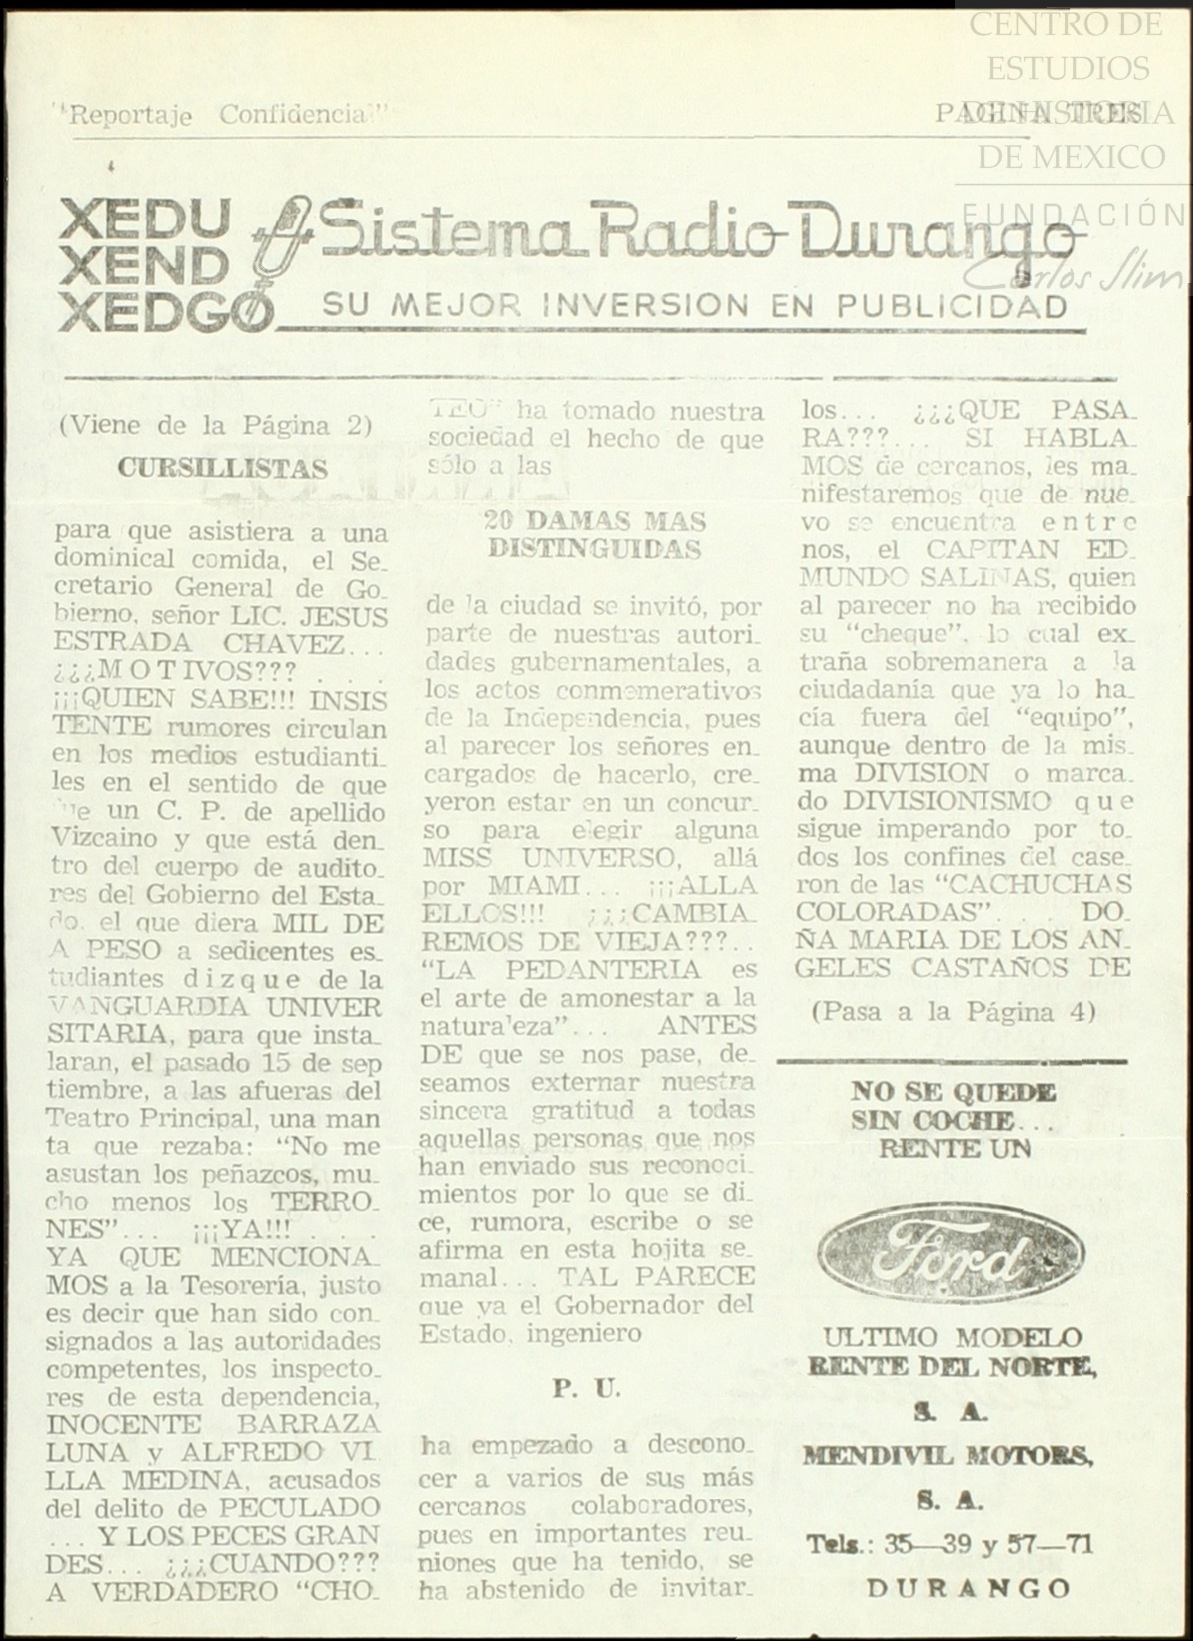 CENTRO DE
ESTUDIOS
DE HISTORIA
DE MEXICO
FUNDACIÓN
Carlos Slim
"Reportaje Confidencial"
PAGINA TRES
XEDU
XEND
XEDGO
Sistema Radio Durango
SU MEJOR INVERSION EN PUBLICIDAD
(Viene de la Página 2)
CURSILLISTAS
para que asistiera a una
dominical comida, el Se_
cretario General de Go_
bierno, señor LIC. JESUS
ESTRADA CHAVEZ...
¿¿¿MOTIVOS??? . . .
¡¡¡QUIEN SABE!!! INSIS
TENTE rumores circulan
en los medios estudianti_
les en el sentido de que
un C. P. de apellido
Vizcaino y que está den_
tro del cuerpo de audito_
res del Gobierno del Esta_
do, el que diera MIL DE
A PESO a sedicentes es_
tudiantes dizque de la
VANGUARDIA UNIVER
SITARIA, para que insta_
laran, el pasado 15 de sep
tiembre, a las afueras del
Teatro Principal, una man
ta que rezaba: "No me
asustan los peñazcos, mu_
cho menos los TERRO_
NES"... ¡¡¡YA!!! . . .
YA QUE MENCIONA_
MOS a la Tesorería, justo
es decir que han sido con_
signados a las autoridades
competentes, los inspecto_
res de esta dependencia,
INOCENTE BARRAZA
LUNA y ALFREDO VI_
LLA MEDINA, acusados
del delito de PECULADO
... Y LOS PECES GRAN
DES... ¿¿¿CUANDO???
A VERDADERO "CHO_
TEO" ha tomado nuestra
sociedad el hecho de que
sólo a las
20 DAMAS MAS
DISTINGUIDAS
de la ciudad se invitó, por
parte de nuestras autori_
dades gubernamentales, a
los actos conmemerativos
de la Independencia, pues
al parecer los señores en_
cargados de hacerlo, cre_
yeron estar en un concur_
so para elegir alguna
MISS UNIVERSO, allá
por MIAMI... ¡¡¡ALLA
ELLOS!!! ¿¿¿CAMBIA_
REMOS DE VIEJA???..
"LA PEDANTERIA es
el arte de amonestar a la
naturaleza"... ANTES
DE que se nos pase, de_
seamos externar nuestra
sincera gratitud a todas
aquellas personas que nos
han enviado sus reconoci_
mientos por lo que se di_
ce, rumora, escribe o se
afirma en esta hojita se_
manal... TAL PARECE
que ya el Gobernador del
Estado, ingeniero
P. U.
ha empezado a descono_
cer a varios de sus más
cercanos colaboradores,
pues en importantes reu_
niones que ha tenido, se
ha abstenido de invitar_
los... ¿¿¿QUE PASA_
RA???... SI HABLA_
MOS de cercanos, les ma_
nifestaremos que de nue_
vo se encuentra entre
nos, el CAPITAN ED_
MUNDO SALINAS, quien
al parecer no ha recibido
su "cheque", lo cual ex_
traña sobremanera a la
ciudadanía que ya lo ha_
cía fuera del "equipo",
aunque dentro de la mis_
ma DIVISION o marca_
do DIVISIONISMO que
sigue imperando por to_
dos los confines del case_
ron de las "CACHUCHAS
COLORADAS"... DO_
ÑA MARIA DE LOS AN_
GELES CASTAÑOS DE
(Pasa a la Página 4)
NO SE QUEDE
SIN COCHE...
RENTE UN
Ford
ULTIMO MODELO
RENTE DEL NORTE,
S. A.
MENDIVIL MOTORS,
S. A.
Tels.: 35—39 y 57—71
DURANGO